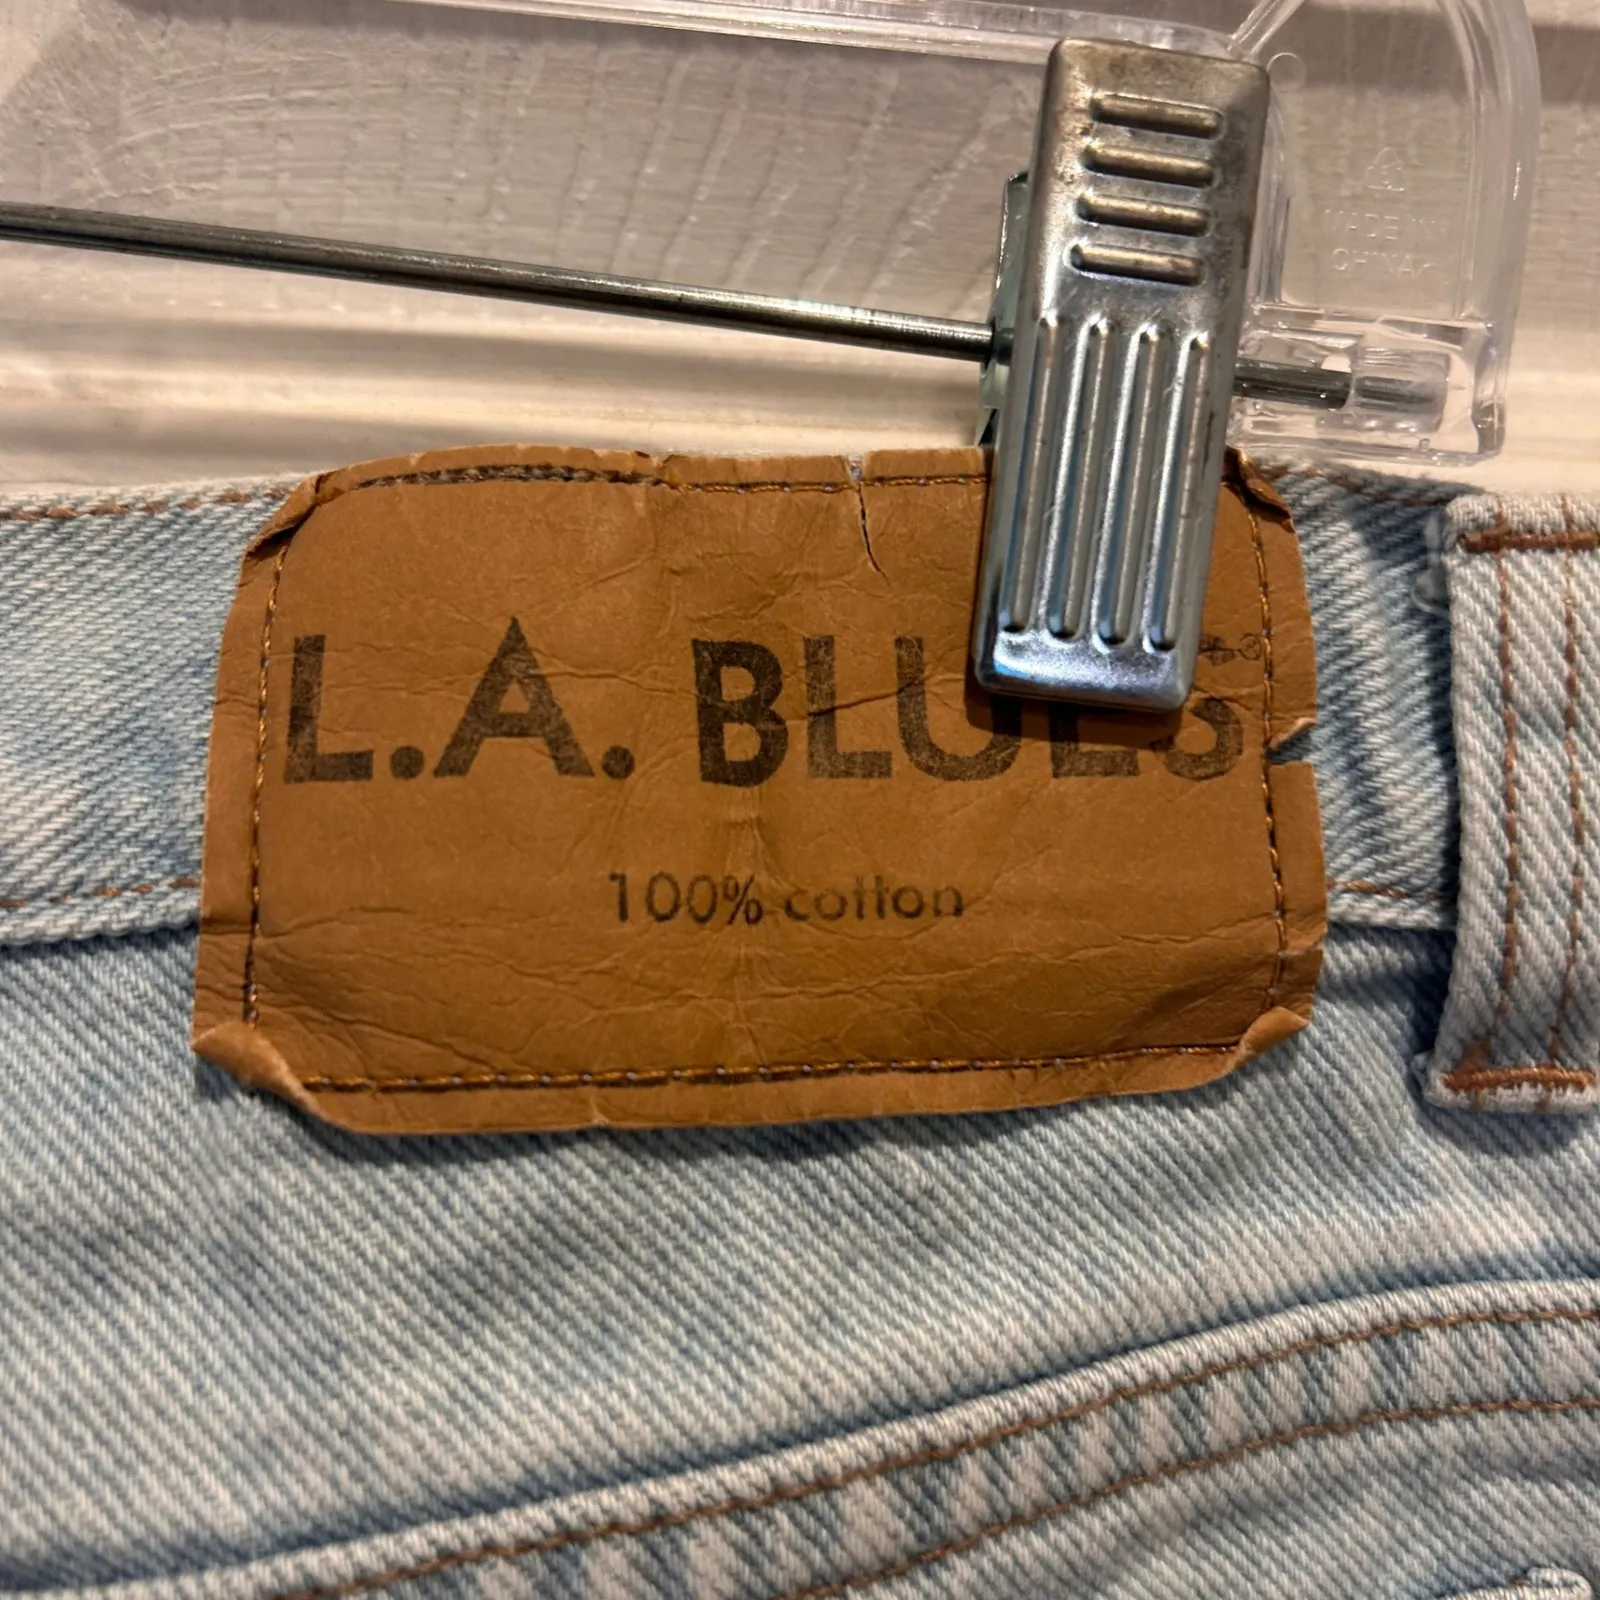 MADE IN
CHINA
L.A. BLUES
100% cotton